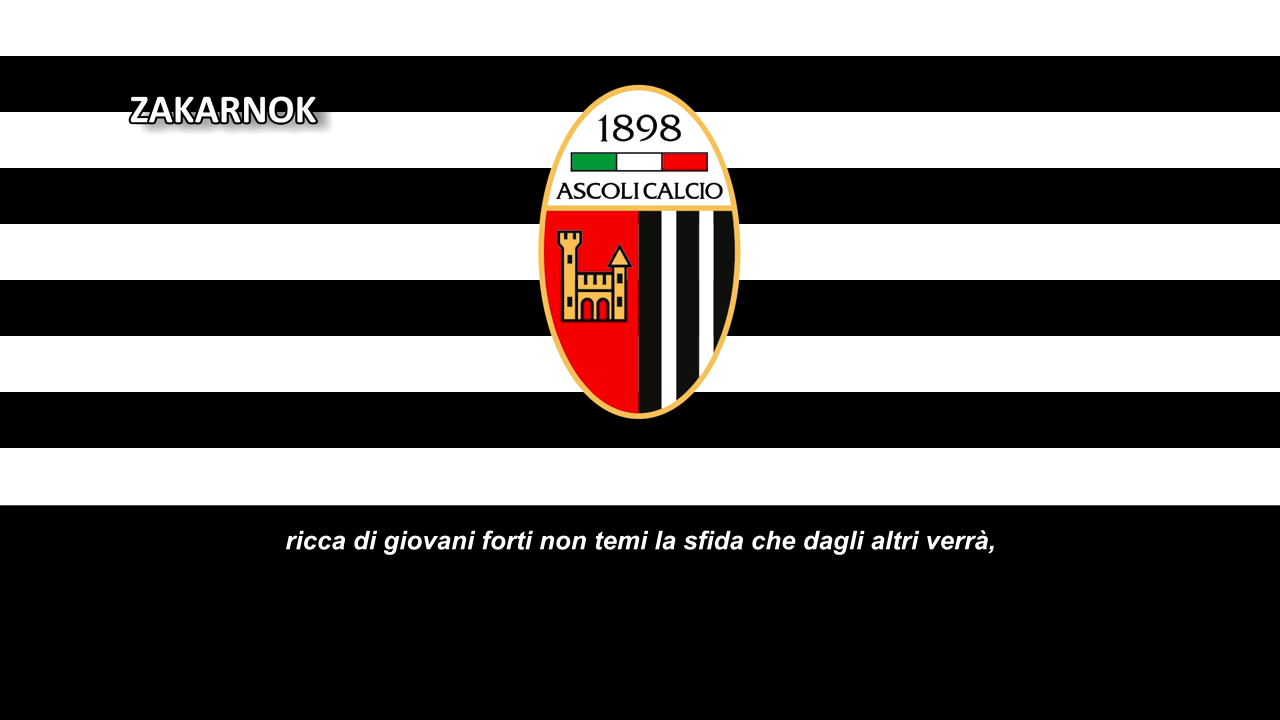 ZAKARNOK
1898
ASCOLI CALCIO
ricca di giovani forti non temi la sfida che dagli altri verrà,